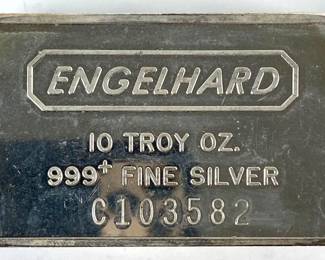 ENGELHARD
10 TROY OZ.
999+ FINE SILVER
C103582